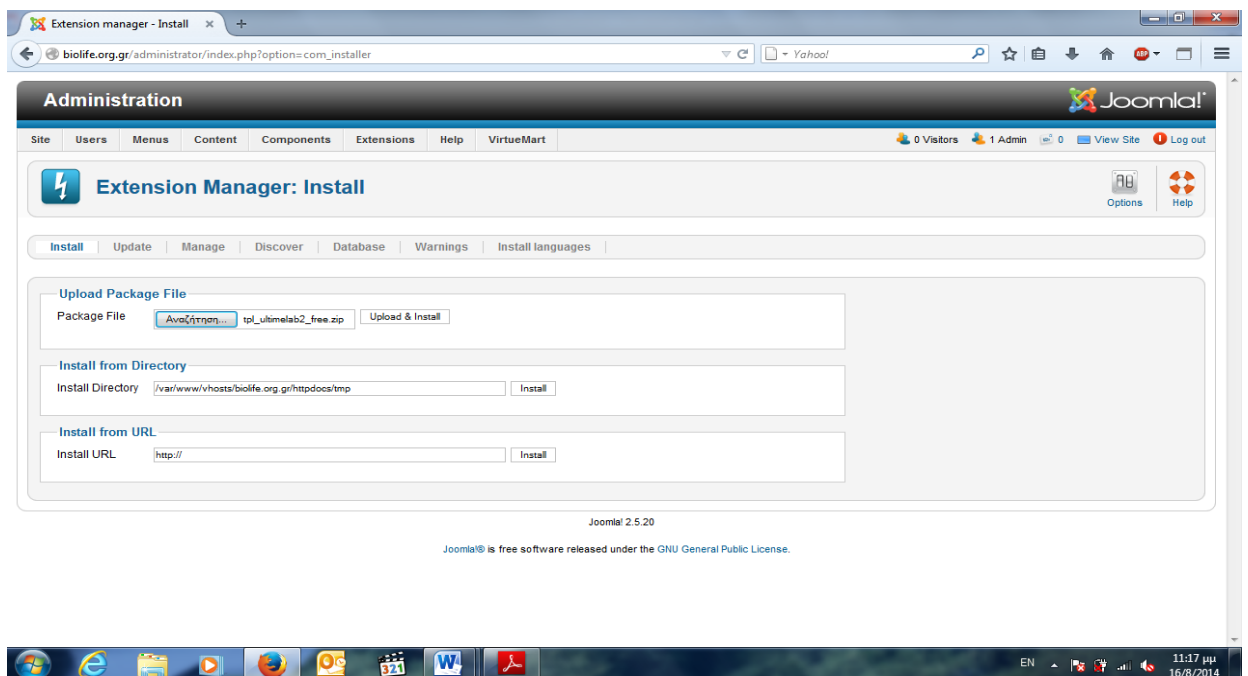 Extension manager - Install
biolife.org.gr/administrator/index.php?option=com_installer
Yahoo!
ABP
Administration
Joomla!
Site Users Menus Content Components Extensions Help VirtueMart
0 Visitors 1 Admin 0 View Site Log out
Extension Manager: Install
Options
Help
Install Update Manage Discover Database Warnings Install languages
Upload Package File
Package File Αναζήτηση... tpl_ultimelab2_free.zip Upload & Install
Install from Directory
Install Directory /var/www/vhosts/biolife.org.gr/httpdocs/tmp Install
Install from URL
Install URL http:// Install
Joomla! 2.5.20
Joomla!® is free software released under the GNU General Public License.
321
W
EN
11:17 μμ
16/8/2014